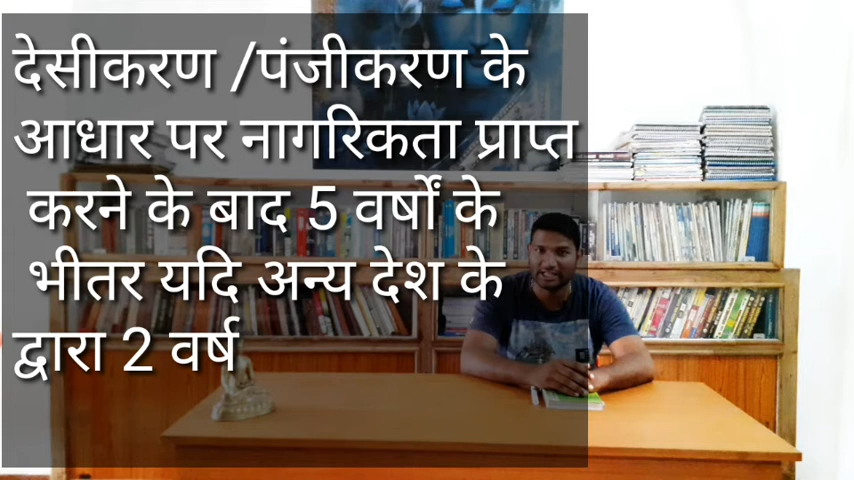 देसीकरण /पंजीकरण के
आधार पर नागरिकता प्राप्त
करने के बाद 5 वर्षों के
भीतर यदि अन्य देश के
द्वारा 2 वर्ष